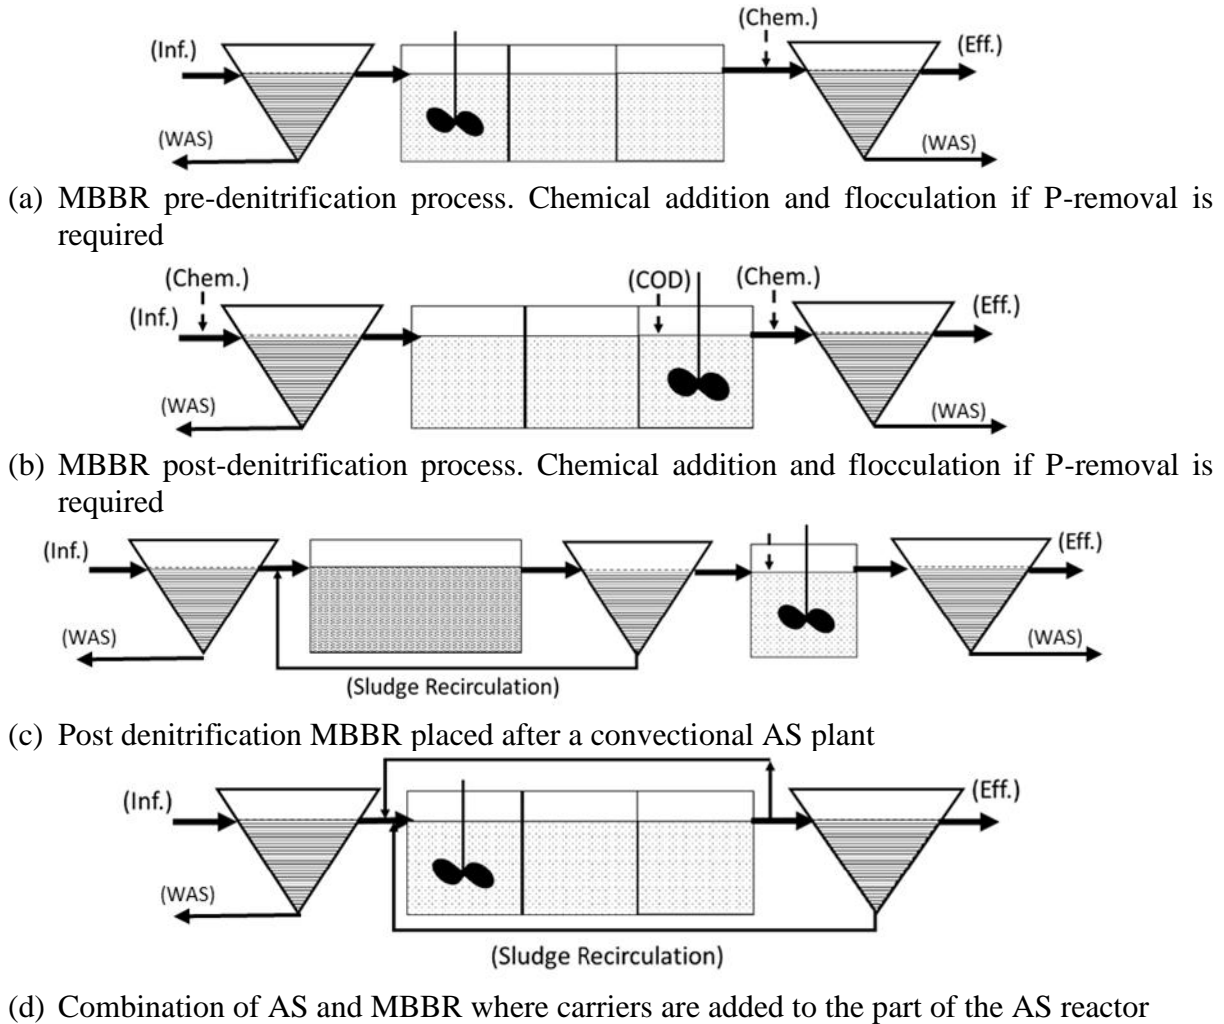 (Chem.)
(Inf.) (Eff.)
(WAS) (WAS)
(a) MBBR pre-denitrification process. Chemical addition and flocculation if P-removal is
required
(Chem.) (COD) (Chem.)
(Inf.) (Eff.)
(WAS) (WAS)
(b) MBBR post-denitrification process. Chemical addition and flocculation if P-removal is
required
(Inf.) (Eff.)
(WAS) (WAS)
(Sludge Recirculation)
(c) Post denitrification MBBR placed after a convectional AS plant
(Inf.) (Eff.)
(WAS)
(Sludge Recirculation)
(d) Combination of AS and MBBR where carriers are added to the part of the AS reactor